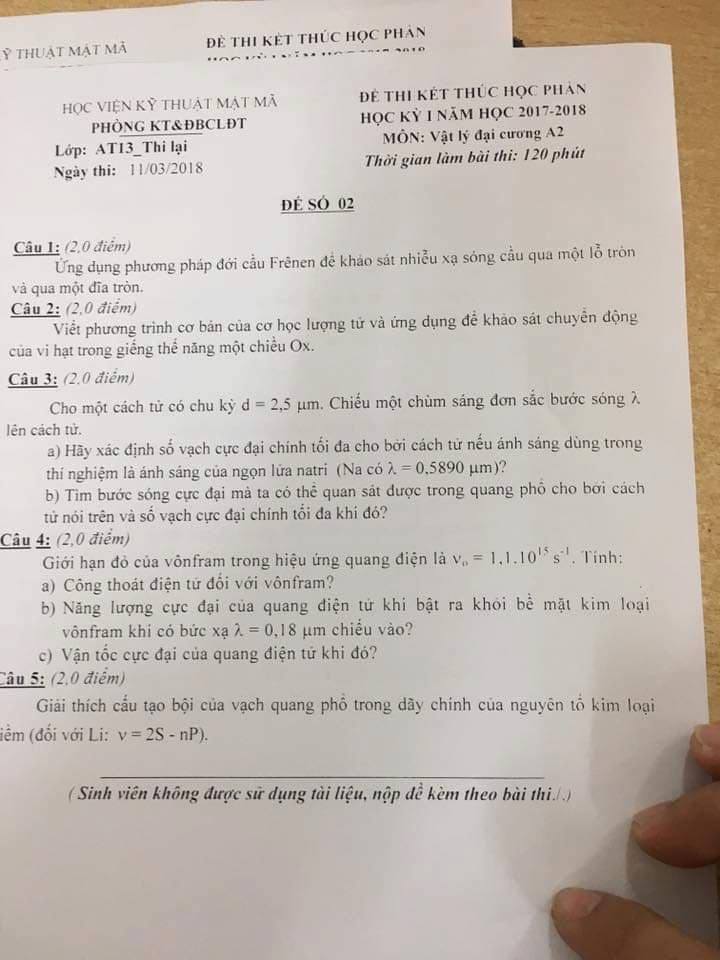 Ỹ THUẬT MẬT MÃ
ĐỀ THI KẾT THÚC HỌC PHẦN
HỌC VIỆN KỸ THUẬT MẬT MÃ
PHÒNG KT&ĐBCLĐT
Lớp: AT13_Thi lại
Ngày thi: 11/03/2018
ĐỀ THI KẾT THÚC HỌC PHẦN
HỌC KỲ I NĂM HỌC 2017-2018
MÔN: Vật lý đại cương A2
Thời gian làm bài thi: 120 phút
ĐỀ SỐ 02
Câu 1: (2,0 điểm)
Ứng dụng phương pháp đới cầu Frênen để khảo sát nhiễu xạ sóng cầu qua một lỗ tròn
và qua một đĩa tròn.
Câu 2: (2,0 điểm)
Viết phương trình cơ bản của cơ học lượng tử và ứng dụng để khảo sát chuyển động
của vi hạt trong giếng thế năng một chiều Ox.
Câu 3: (2,0 điểm)
Cho một cách tử có chu kỳ d = 2,5 μm. Chiếu một chùm sáng đơn sắc bước sóng λ
lên cách tử.
a) Hãy xác định số vạch cực đại chính tối đa cho bởi cách tử nếu ánh sáng dùng trong
thí nghiệm là ánh sáng của ngọn lửa natri (Na có λ = 0,5890 μm)?
b) Tìm bước sóng cực đại mà ta có thể quan sát được trong quang phổ cho bởi cách
tử nói trên và số vạch cực đại chính tối đa khi đó?
Câu 4: (2,0 điểm)
Giới hạn đỏ của vônfram trong hiệu ứng quang điện là νₒ = 1,1.10¹⁵ s⁻¹. Tính:
a) Công thoát điện tử đối với vônfram?
b) Năng lượng cực đại của quang điện tử khi bật ra khỏi bề mặt kim loại
vônfram khi có bức xạ λ = 0,18 μm chiếu vào?
c) Vận tốc cực đại của quang điện tử khi đó?
Câu 5: (2,0 điểm)
Giải thích cấu tạo bội của vạch quang phổ trong dãy chính của nguyên tố kim loại
iềm (đối với Li: ν = 2S - nP).
( Sinh viên không được sử dụng tài liệu, nộp đề kèm theo bài thi./.)